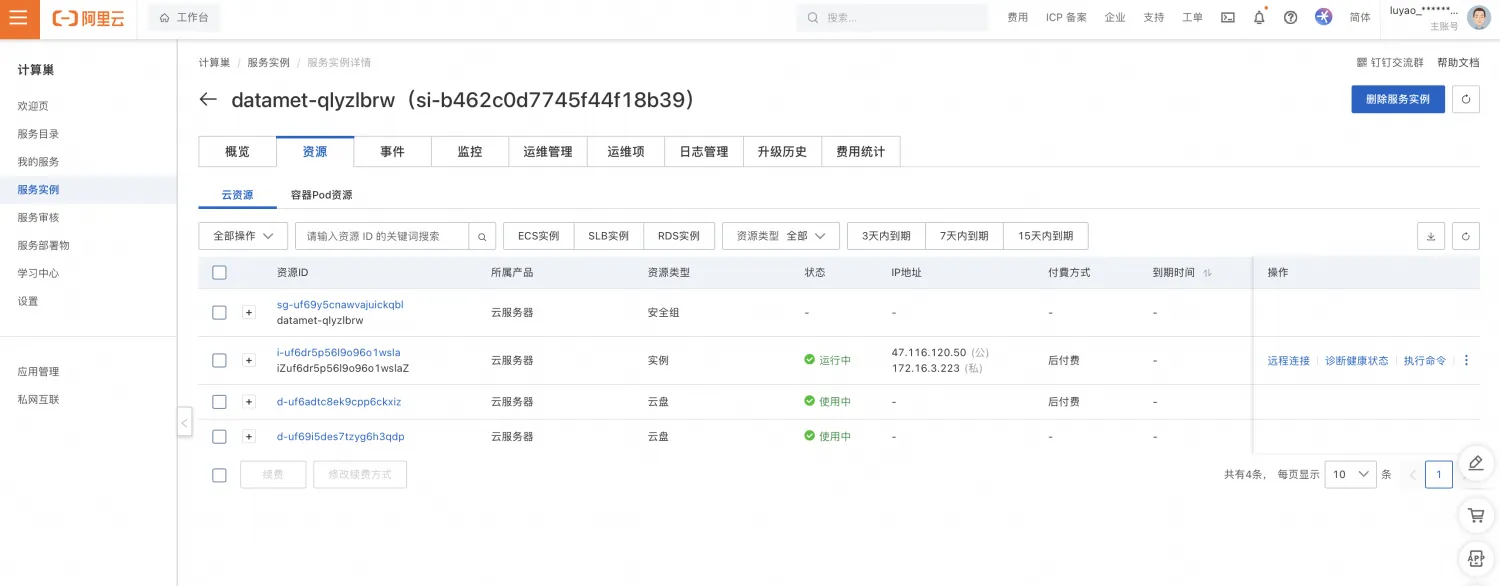 阿里云
工作台
搜索...
费用 ICP 备案 企业 支持 工单 简体
luyao_******...
主账号
计算巢
欢迎页
服务目录
我的服务
服务实例
服务审核
服务部署物
学习中心
设置
应用管理
私网互联
计算巢 / 服务实例 / 服务实例详情
钉钉交流群 帮助文档
datamet-qlyzlbrw（si-b462c0d7745f44f18b39）
删除服务实例
概览 资源 事件 监控 运维管理 运维项 日志管理 升级历史 费用统计
云资源 容器Pod资源
全部操作 请输入资源 ID 的关键词搜索 ECS实例 SLB实例 RDS实例 资源类型 全部 3天内到期 7天内到期 15天内到期
资源ID 所属产品 资源类型 状态 IP地址 付费方式 到期时间 操作
sg-uf69y5cnawvajuickqbl
datamet-qlyzlbrw
云服务器 安全组 - - - -
i-uf6dr5p56l9o96o1wsla
iZuf6dr5p56l9o96o1wslaZ
云服务器 实例 运行中
47.116.120.50 (公)
172.16.3.223 (私)
后付费 - 远程连接 诊断健康状态 执行命令
d-uf6adtc8ek9cpp6ckxiz 云服务器 云盘 使用中 - 后付费 -
d-uf69i5des7tzyg6h3qdp 云服务器 云盘 使用中 - - -
续费 修改续费方式
共有4条， 每页显示 10 条 1
APP